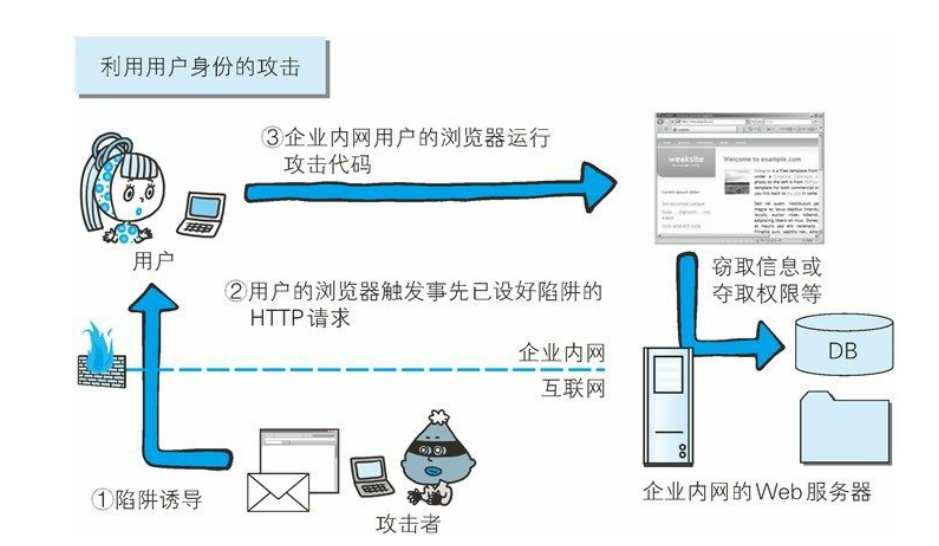 利用用户身份的攻击
③企业内网用户的浏览器运行
攻击代码
weaksite
Welcome to example.com
用户
窃取信息或
夺取权限等
②用户的浏览器触发事先已设好陷阱的
HTTP请求
DB
企业内网
互联网
①陷阱诱导
攻击者
企业内网的Web服务器